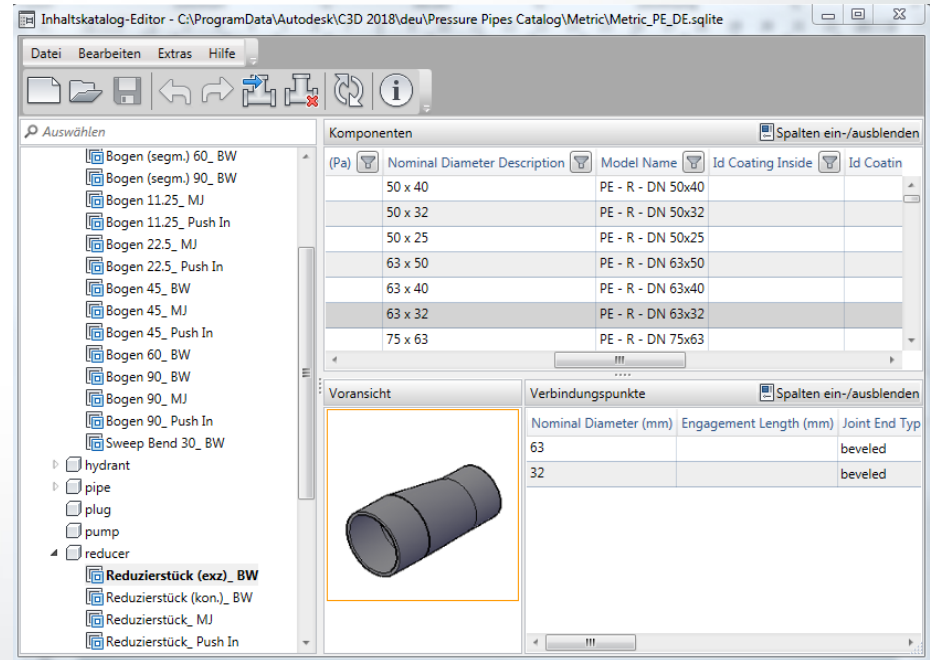 Inhaltskatalog-Editor - C:\ProgramData\Autodesk\C3D 2018\deu\Pressure Pipes Catalog\Metric\Metric_PE_DE.sqlite
Datei Bearbeiten Extras Hilfe
Auswählen
Bogen (segm.) 60_ BW
Bogen (segm.) 90_ BW
Bogen 11.25_ MJ
Bogen 11.25_ Push In
Bogen 22.5_ MJ
Bogen 22.5_ Push In
Bogen 45_ BW
Bogen 45_ MJ
Bogen 45_ Push In
Bogen 60_ BW
Bogen 90_ BW
Bogen 90_ MJ
Bogen 90_ Push In
Sweep Bend 30_ BW
hydrant
pipe
plug
pump
reducer
Reduzierstück (exz)_ BW
Reduzierstück (kon.)_ BW
Reduzierstück_ MJ
Reduzierstück_ Push In
Komponenten Spalten ein-/ausblenden
(Pa) Nominal Diameter Description Model Name Id Coating Inside Id Coatin
50 x 40 PE - R - DN 50x40
50 x 32 PE - R - DN 50x32
50 x 25 PE - R - DN 50x25
63 x 50 PE - R - DN 63x50
63 x 40 PE - R - DN 63x40
63 x 32 PE - R - DN 63x32
75 x 63 PE - R - DN 75x63
Voransicht
Verbindungspunkte Spalten ein-/ausblenden
Nominal Diameter (mm) Engagement Length (mm) Joint End Typ
63 beveled
32 beveled